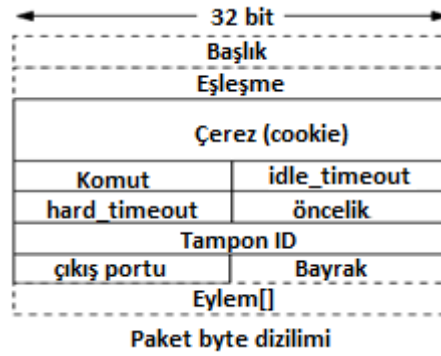 32 bit
Başlık
Eşleşme
Çerez (cookie)
Komut idle_timeout
hard_timeout öncelik
Tampon ID
çıkış portu Bayrak
Eylem[]
Paket byte dizilimi